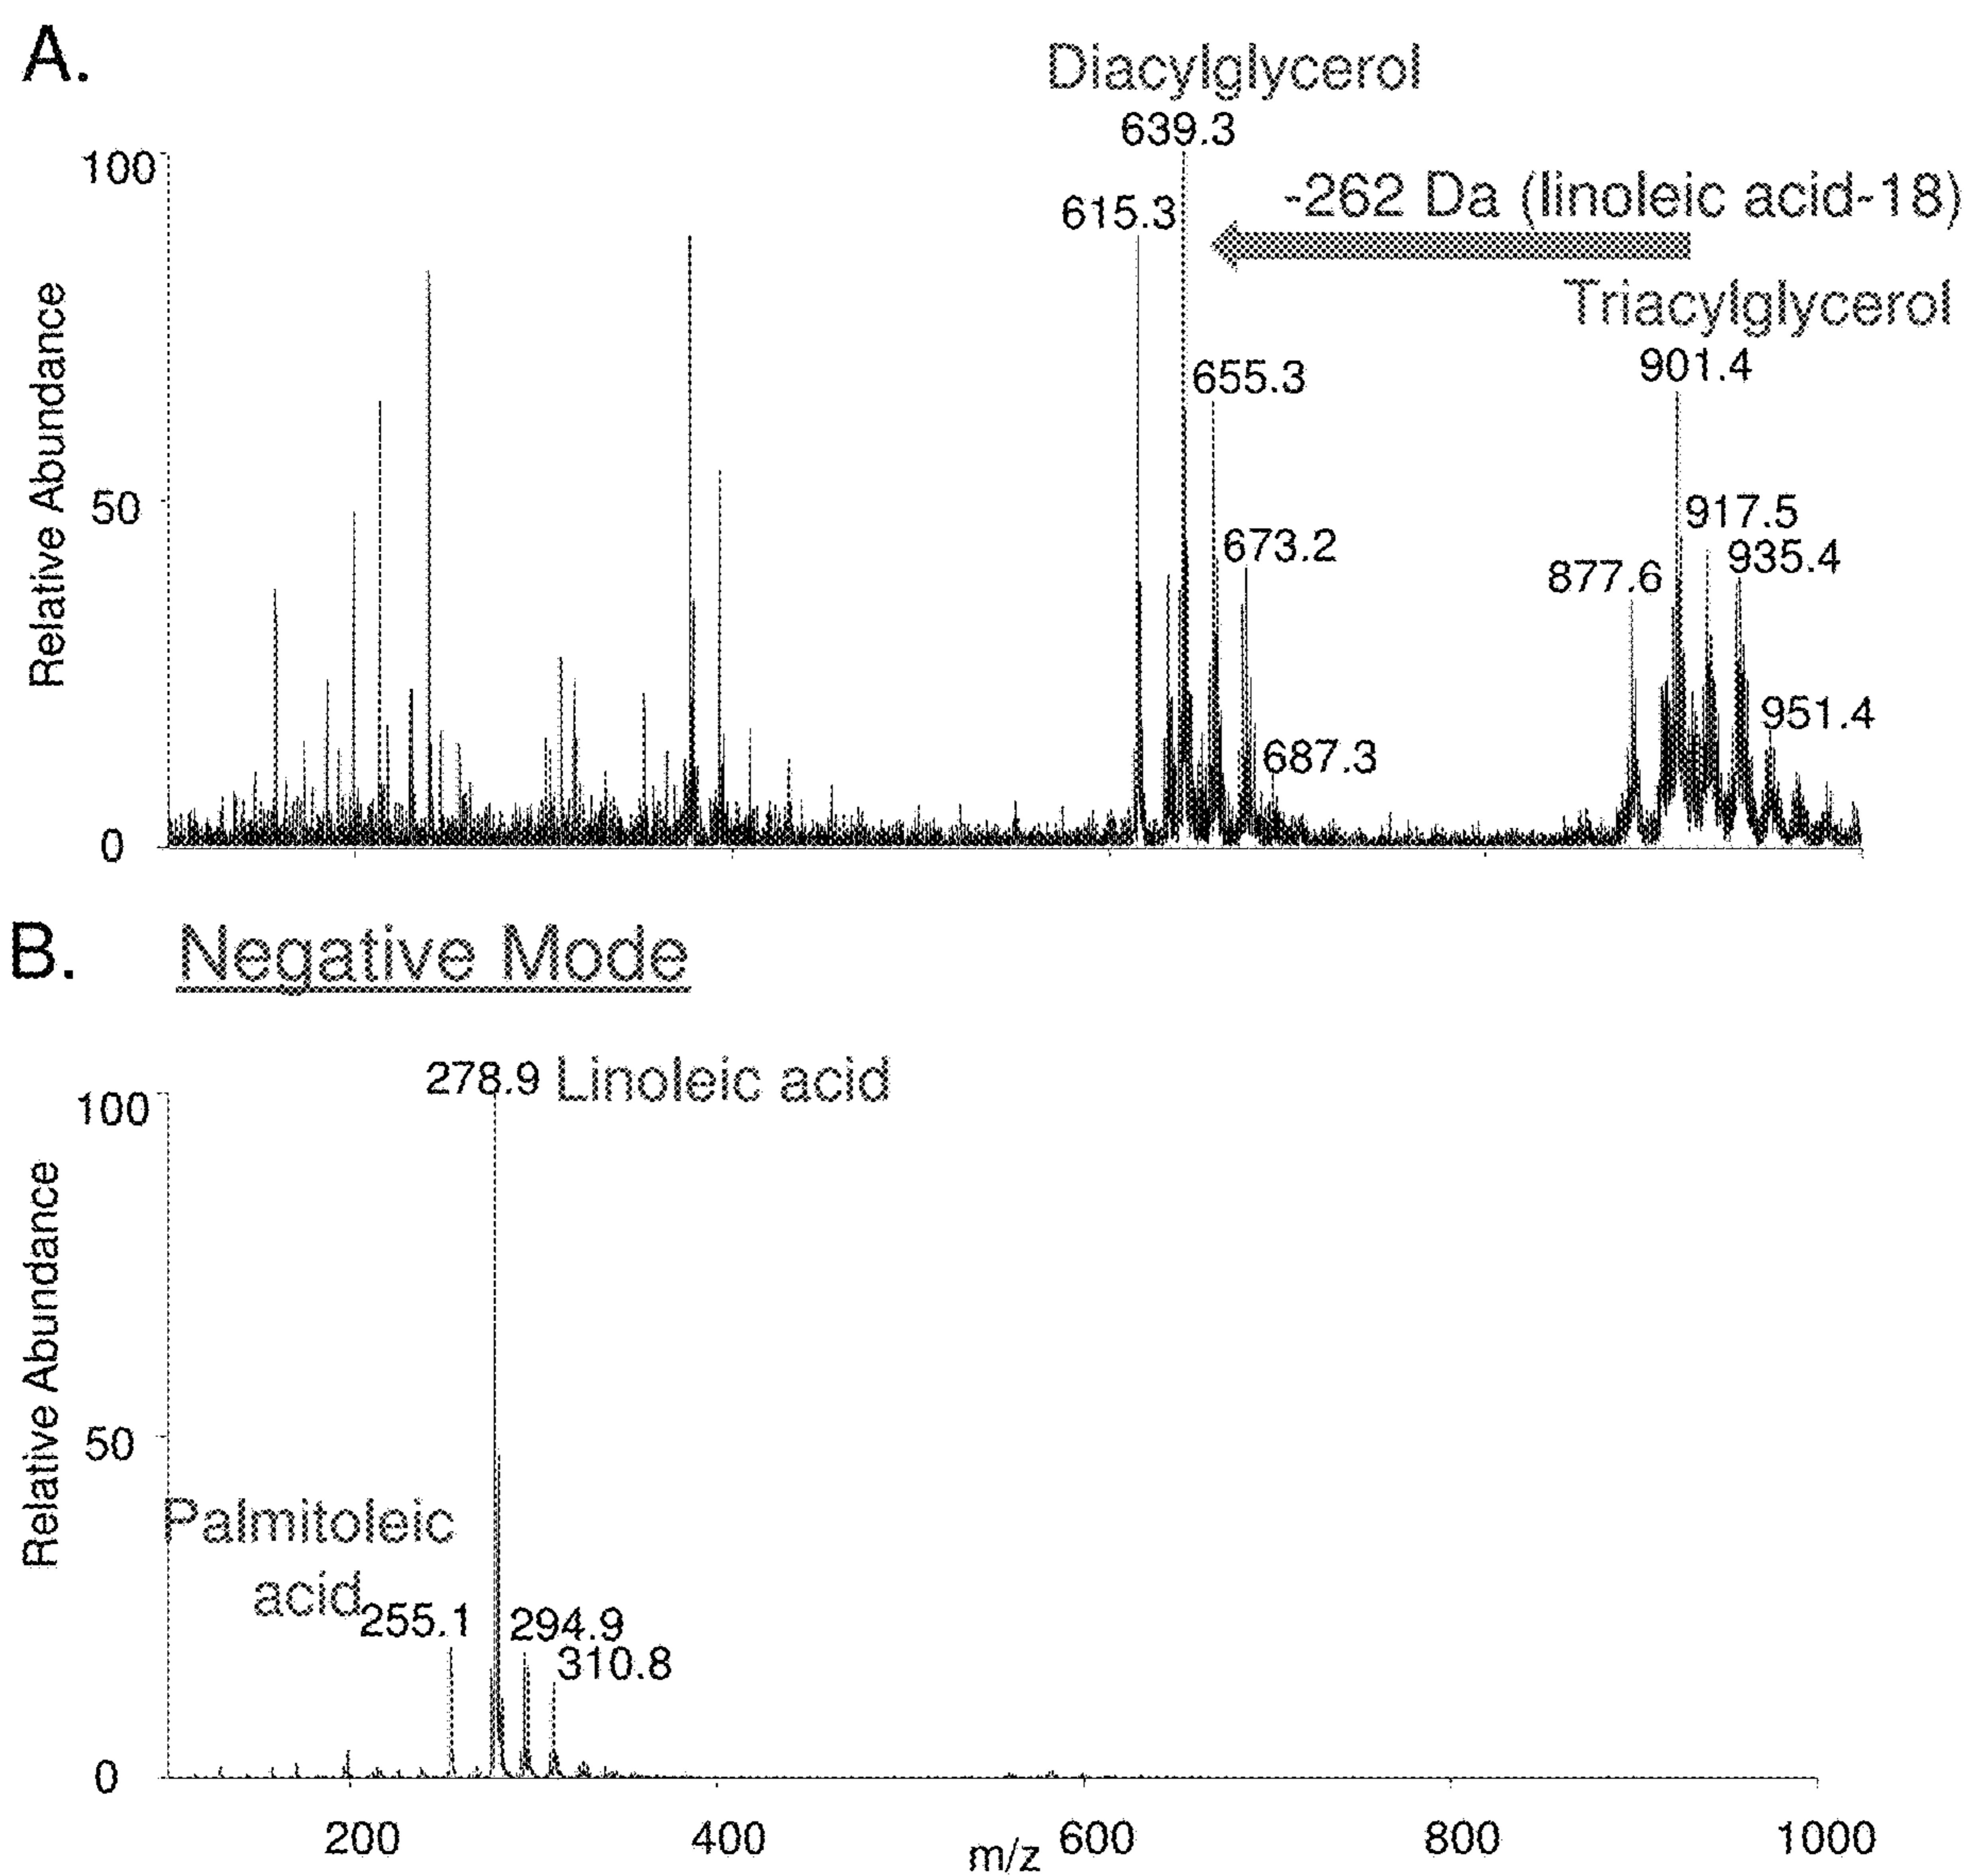 A.
Diacylglycerol
639.3
100
615.3
-262 Da (linoleic acid-18)
Triacylglycerol
901.4
655.3
Relative Abundance
50
917.5
673.2
935.4
877.6
951.4
687.3
0
B. Negative Mode
278.9 Linoleic acid
100
Relative Abundance
50
Palmitoleic
acid
255.1
294.9
310.8
0
200
400
m/z
600
800
1000